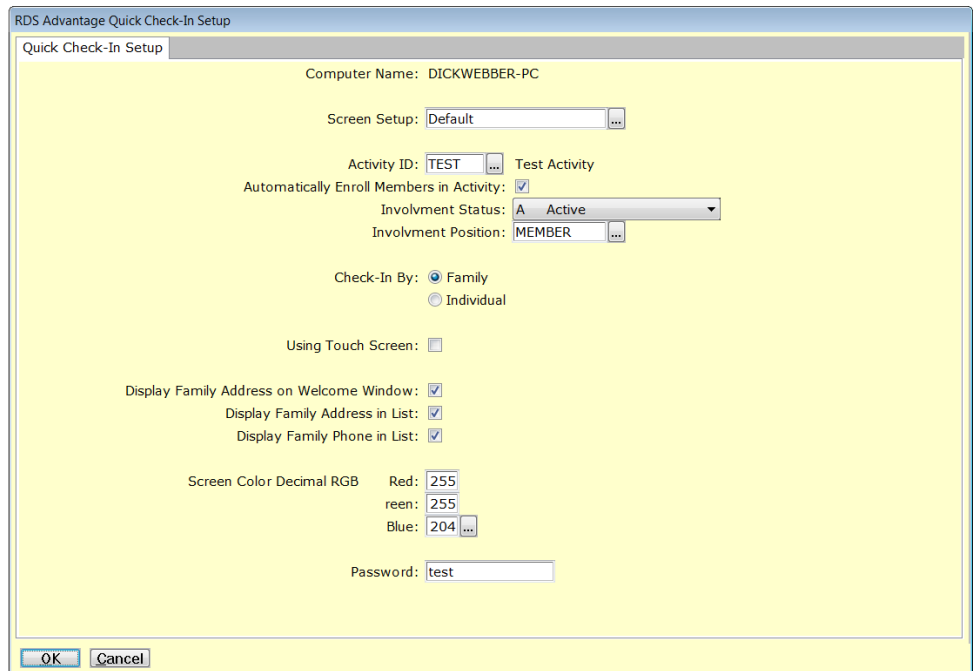 RDS Advantage Quick Check-In Setup
Quick Check-In Setup
Computer Name: DICKWEBBER-PC
Screen Setup: Default ...
Activity ID: TEST ... Test Activity
Automatically Enroll Members in Activity:
Involvment Status: A Active
Involvment Position: MEMBER ...
Check-In By: Family
Individual
Using Touch Screen:
Display Family Address on Welcome Window:
Display Family Address in List:
Display Family Phone in List:
Screen Color Decimal RGB Red: 255
reen: 255
Blue: 204 ...
Password: test
OK Cancel